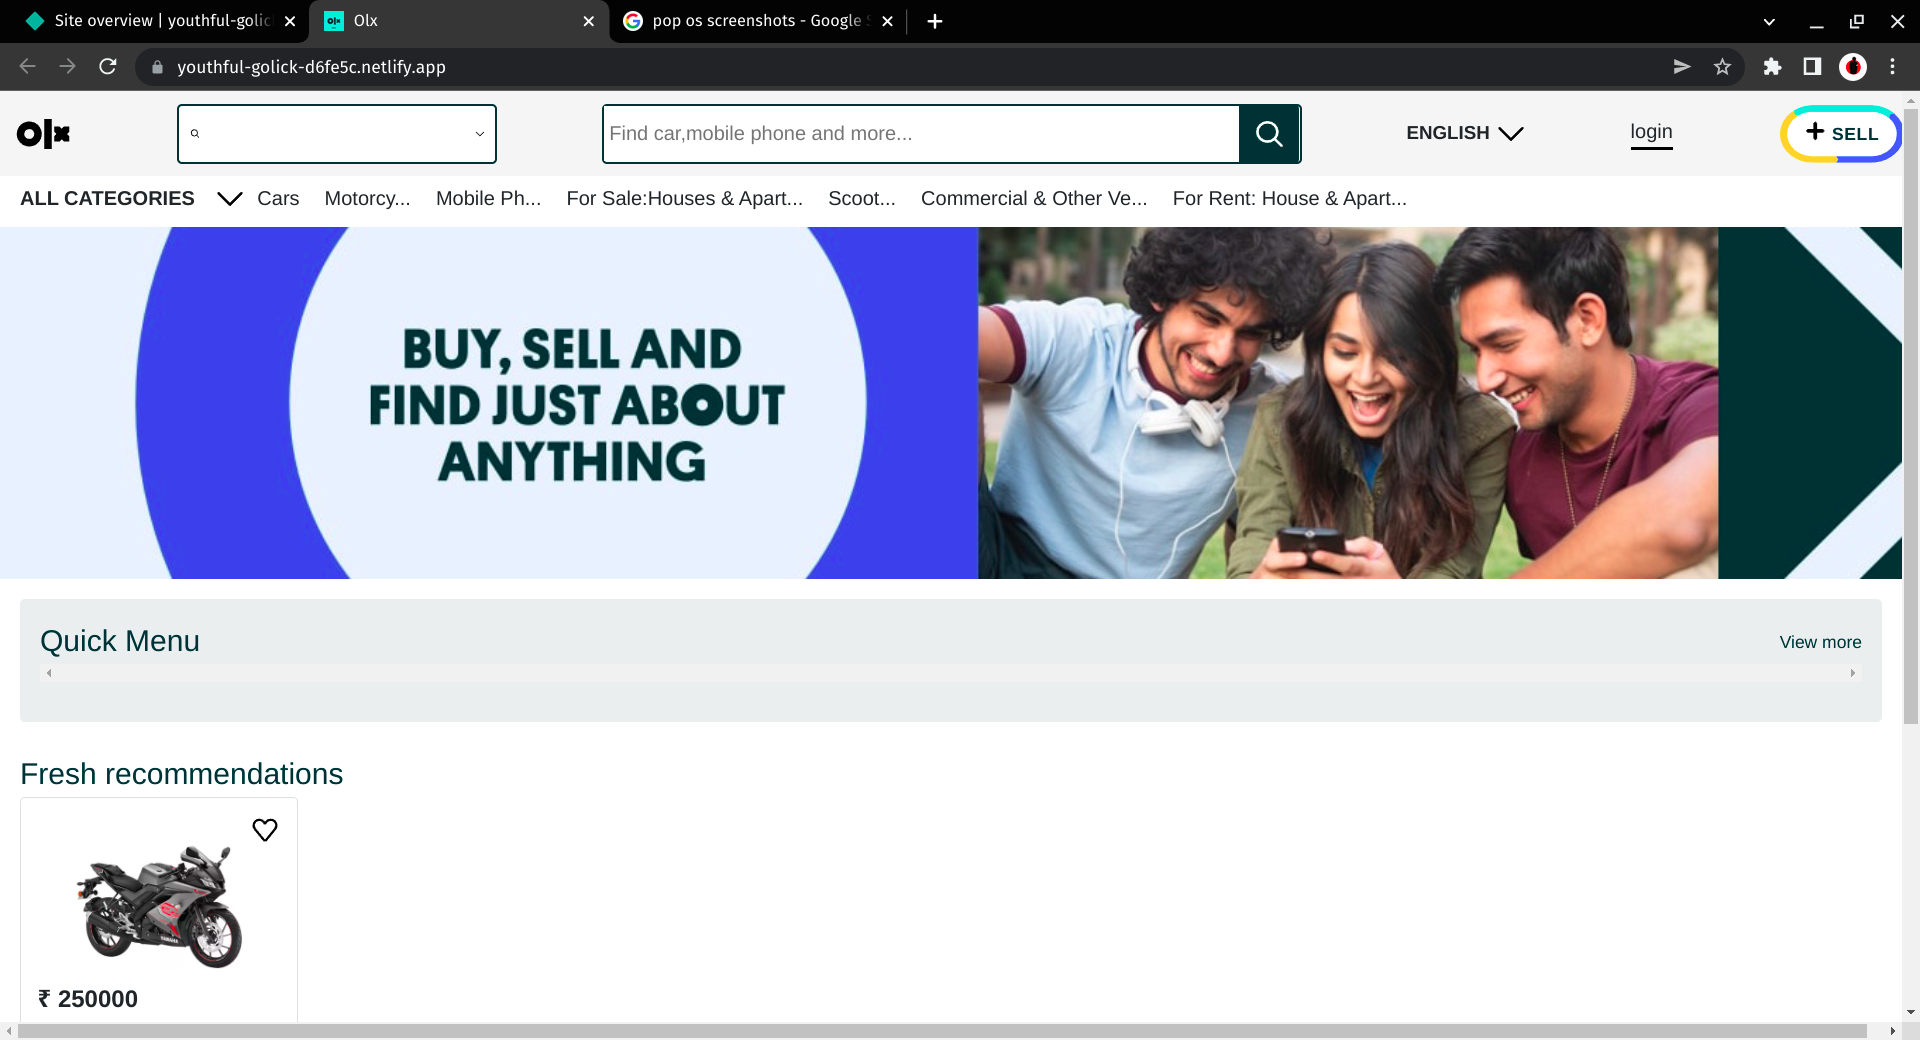 Site overview | youthful-golic
Olx
pop os screenshots - Google S
youthful-golick-d6fe5c.netlify.app
olx
Find car,mobile phone and more...
ENGLISH
login
SELL
ALL CATEGORIES
Cars
Motorcy...
Mobile Ph...
For Sale:Houses & Apart...
Scoot...
Commercial & Other Ve...
For Rent: House & Apart...
BUY, SELL AND
FIND JUST ABOUT
ANYTHING
Quick Menu
View more
Fresh recommendations
YAMAHA
₹ 250000